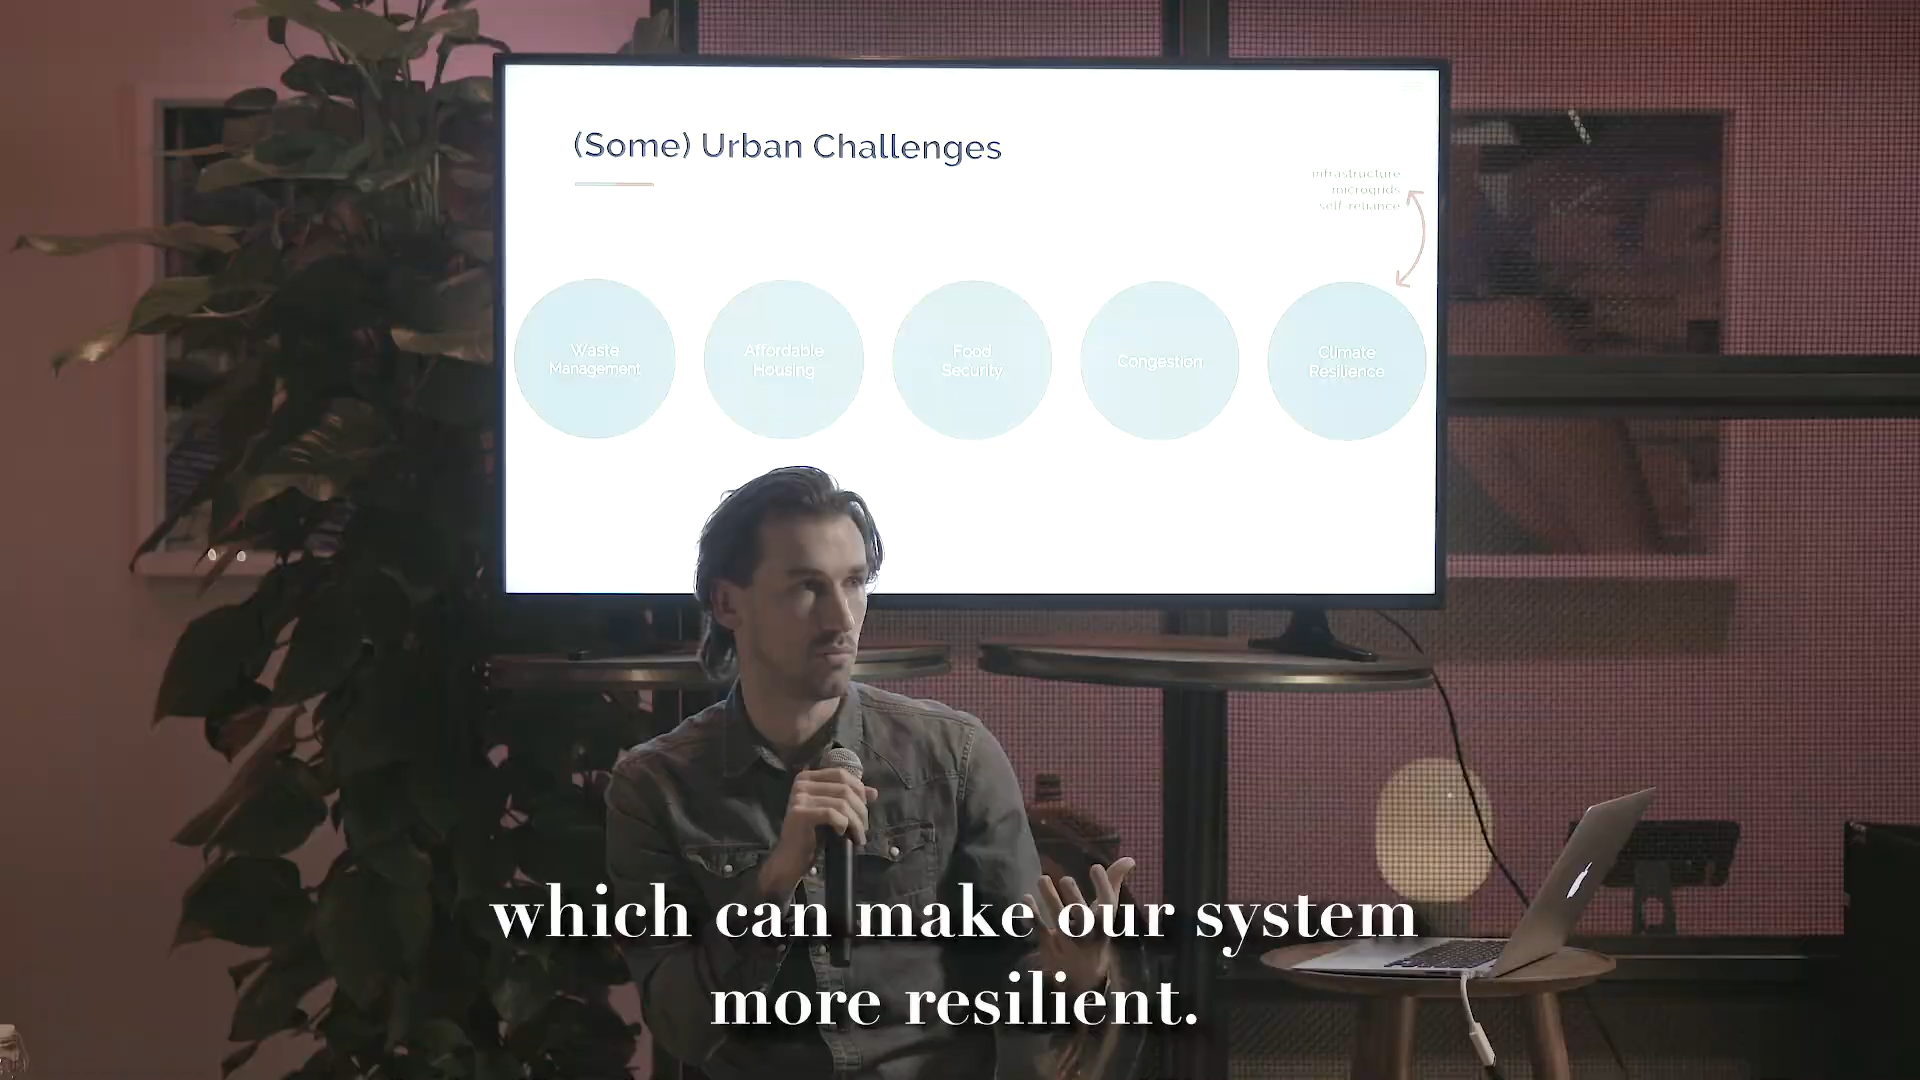 (Some) Urban Challenges
infrastructure
microgrids
self-reliance
Waste
Management
Affordable
Housing
Food
Security
Congestion
Climate
Resilience
which can make our system
more resilient.